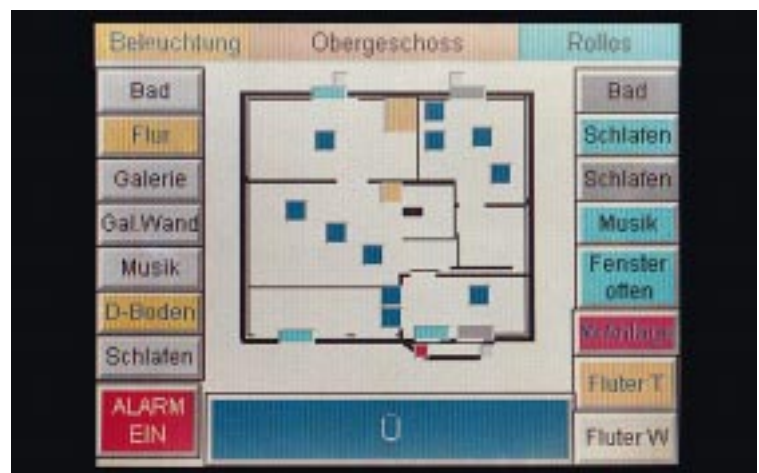 Beleuchtung Obergeschoss Rollos
Bad
Flur
Galerie
Gal.Wand
Musik
D-Boden
Schlafen
ALARM
EIN
Ü
Bad
Schlafen
Schlafen
Musik
Fenster
offen
Fluter T
Fluter W